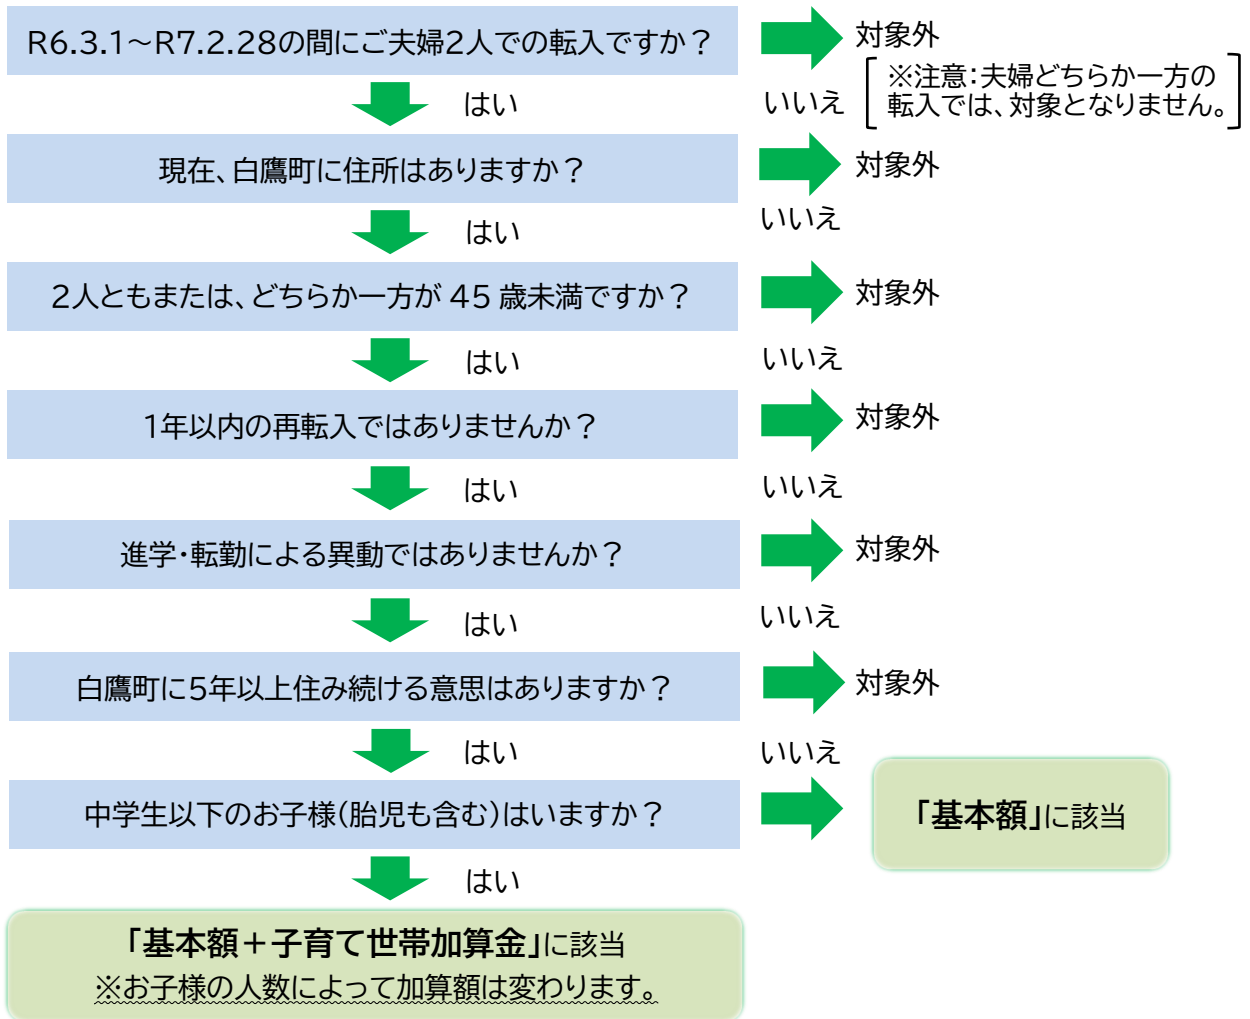 R6.3.1～R7.2.28の間にご夫婦2人での転入ですか？
対象外
※注意：夫婦どちらか一方の
転入では、対象となりません。
はい
いいえ
現在、白鷹町に住所はありますか？
対象外
はい
いいえ
2人ともまたは、どちらか一方が 45 歳未満ですか？
対象外
はい
いいえ
1年以内の再転入ではありませんか？
対象外
はい
いいえ
進学・転勤による異動ではありませんか？
対象外
はい
いいえ
白鷹町に5年以上住み続ける意思はありますか？
対象外
はい
いいえ
中学生以下のお子様（胎児も含む）はいますか？
「基本額」に該当
はい
「基本額＋子育て世帯加算金」に該当
※お子様の人数によって加算額は変わります。